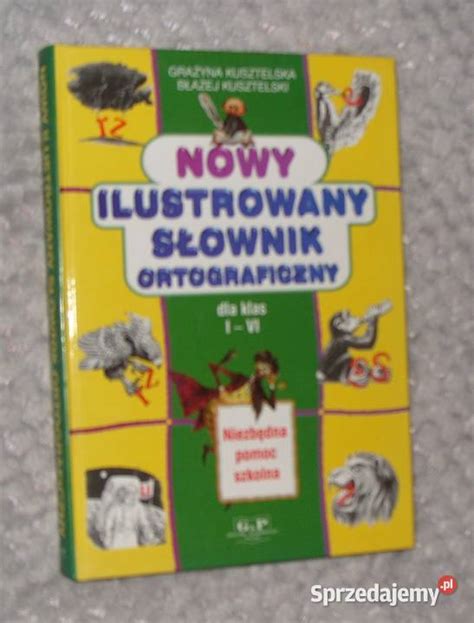 GRAŻYNA KUSZTELSKA
BŁAŻEJ KUSZTELSKI
NOWY
ILUSTROWANY
SŁOWNIK
ORTOGRAFICZNY
dla klas
I – VI
Niezbędna
pomoc
szkolna
G&P
NOWY ILUSTROWANY SŁOWNIK ORTOGRAFICZNY
Sprzedajemy.pl